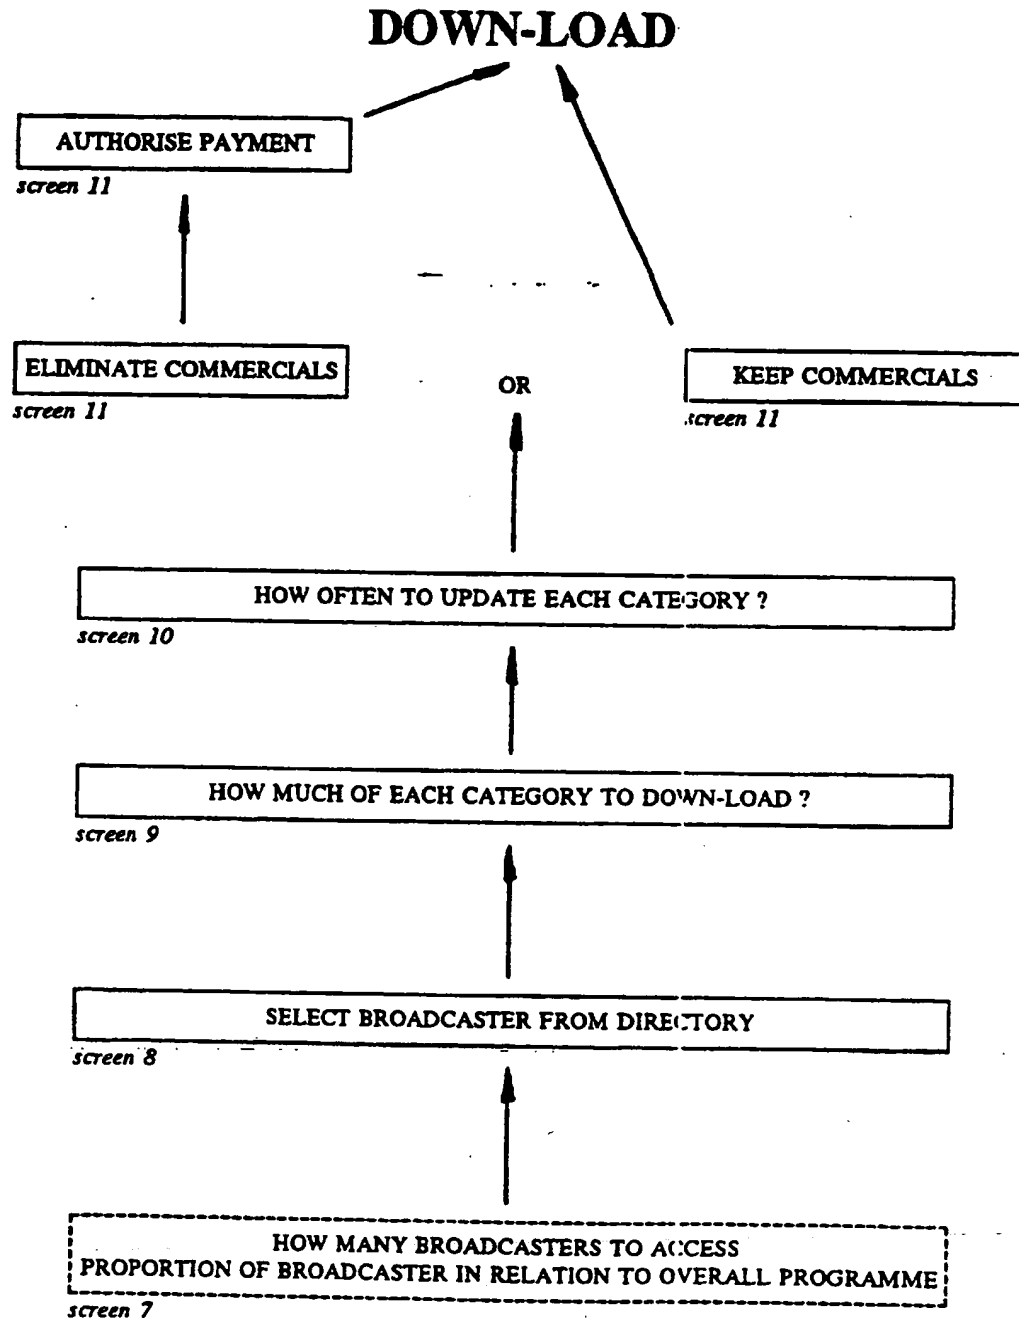 DOWN-LOAD
AUTHORISE PAYMENT
screen 11
ELIMINATE COMMERCIALS
screen 11
OR
KEEP COMMERCIALS
screen 11
HOW OFTEN TO UPDATE EACH CATEGORY ?
screen 10
HOW MUCH OF EACH CATEGORY TO DOWN-LOAD ?
screen 9
SELECT BROADCASTER FROM DIRECTORY
screen 8
HOW MANY BROADCASTERS TO ACCESS
PROPORTION OF BROADCASTER IN RELATION TO OVERALL PROGRAMME
screen 7